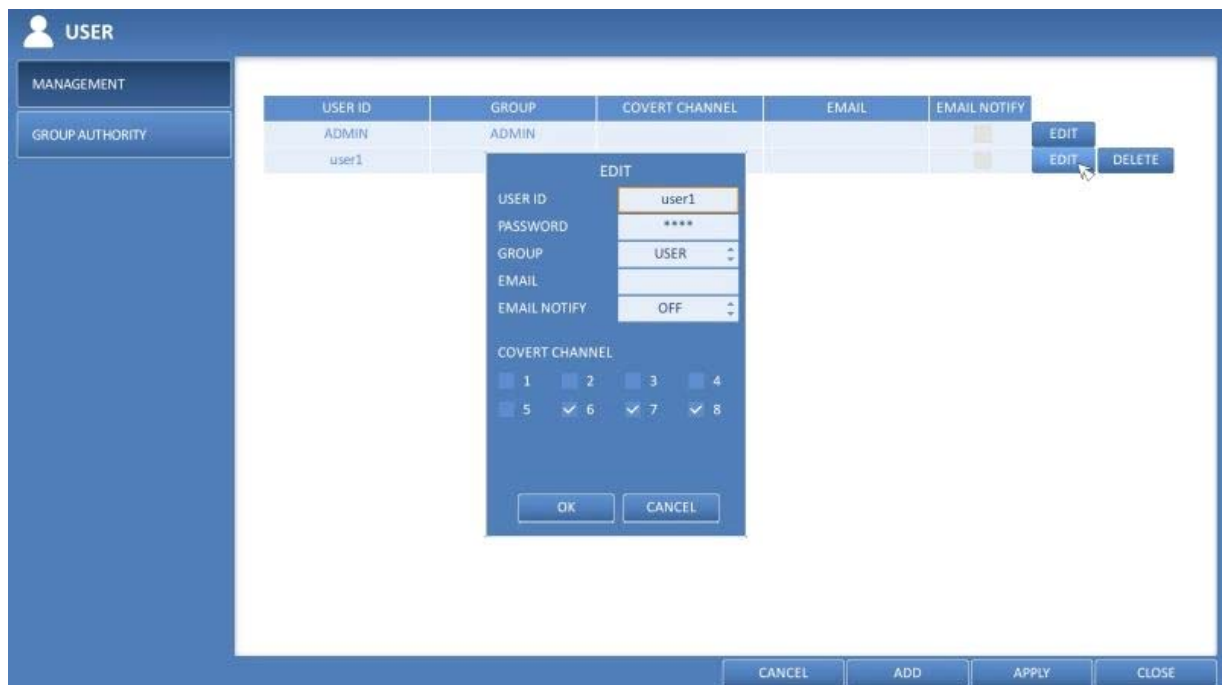 USER
MANAGEMENT
GROUP AUTHORITY
USER ID GROUP COVERT CHANNEL EMAIL EMAIL NOTIFY
ADMIN ADMIN EDIT
user1 EDIT DELETE
EDIT
USER ID user1
PASSWORD ****
GROUP USER
EMAIL
EMAIL NOTIFY OFF
COVERT CHANNEL
1 2 3 4
5 6 7 8
OK CANCEL
CANCEL ADD APPLY CLOSE